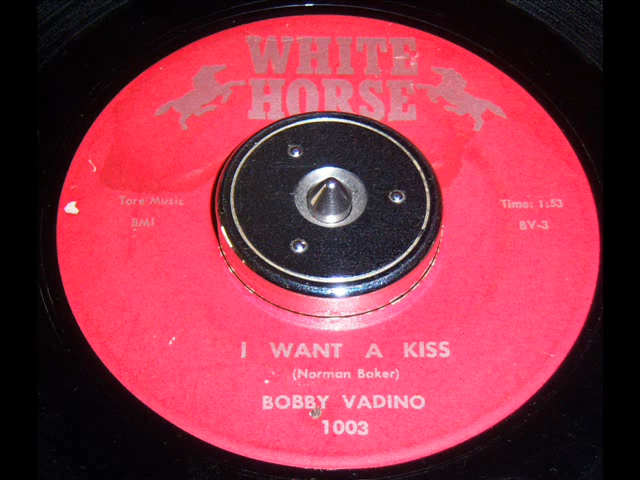 WHITE
HORSE
Tore Music
BMI
Time: 1:53
BV-3
I WANT A KISS
(Norman Baker)
BOBBY VADINO
1003